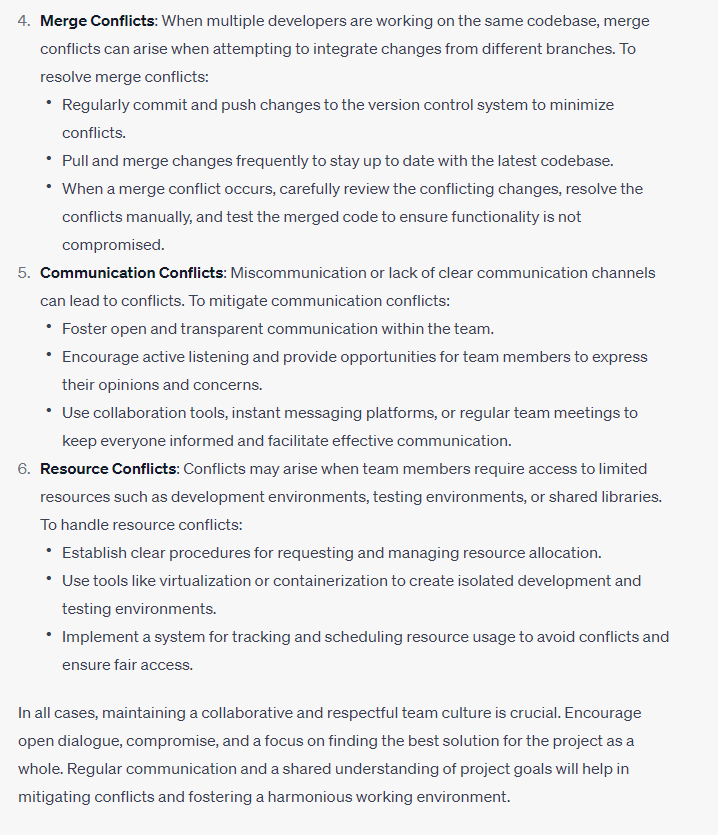 4. Merge Conflicts: When multiple developers are working on the same codebase, merge
conflicts can arise when attempting to integrate changes from different branches. To
resolve merge conflicts:
• Regularly commit and push changes to the version control system to minimize
conflicts.
• Pull and merge changes frequently to stay up to date with the latest codebase.
• When a merge conflict occurs, carefully review the conflicting changes, resolve the
conflicts manually, and test the merged code to ensure functionality is not
compromised.
5. Communication Conflicts: Miscommunication or lack of clear communication channels
can lead to conflicts. To mitigate communication conflicts:
• Foster open and transparent communication within the team.
• Encourage active listening and provide opportunities for team members to express
their opinions and concerns.
• Use collaboration tools, instant messaging platforms, or regular team meetings to
keep everyone informed and facilitate effective communication.
6. Resource Conflicts: Conflicts may arise when team members require access to limited
resources such as development environments, testing environments, or shared libraries.
To handle resource conflicts:
• Establish clear procedures for requesting and managing resource allocation.
• Use tools like virtualization or containerization to create isolated development and
testing environments.
• Implement a system for tracking and scheduling resource usage to avoid conflicts and
ensure fair access.
In all cases, maintaining a collaborative and respectful team culture is crucial. Encourage
open dialogue, compromise, and a focus on finding the best solution for the project as a
whole. Regular communication and a shared understanding of project goals will help in
mitigating conflicts and fostering a harmonious working environment.